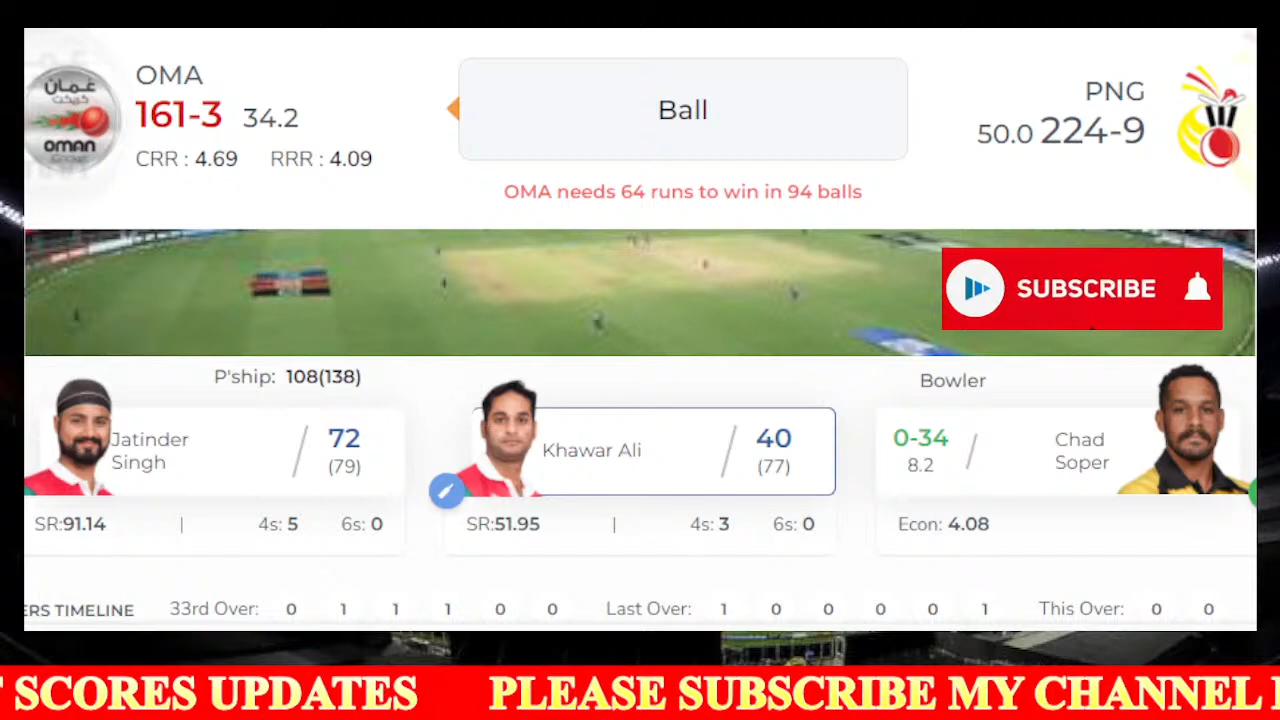 عُمان
كريكت
oman
Cricket
OMA
161-3 34.2
CRR : 4.69 RRR : 4.09
Ball
OMA needs 64 runs to win in 94 balls
PNG
50.0 224-9
SUBSCRIBE
P'ship: 108(138)
Jatinder
Singh
72
(79)
SR:91.14 | 4s: 5 6s: 0
Khawar Ali
40
(77)
SR:51.95 | 4s: 3 6s: 0
Bowler
0-34
8.2
Chad
Soper
Econ: 4.08
ERS TIMELINE 33rd Over: 0 1 1 1 0 0 Last Over: 1 0 0 0 0 1 This Over: 0 0
SCORES UPDATES PLEASE SUBSCRIBE MY CHANNEL